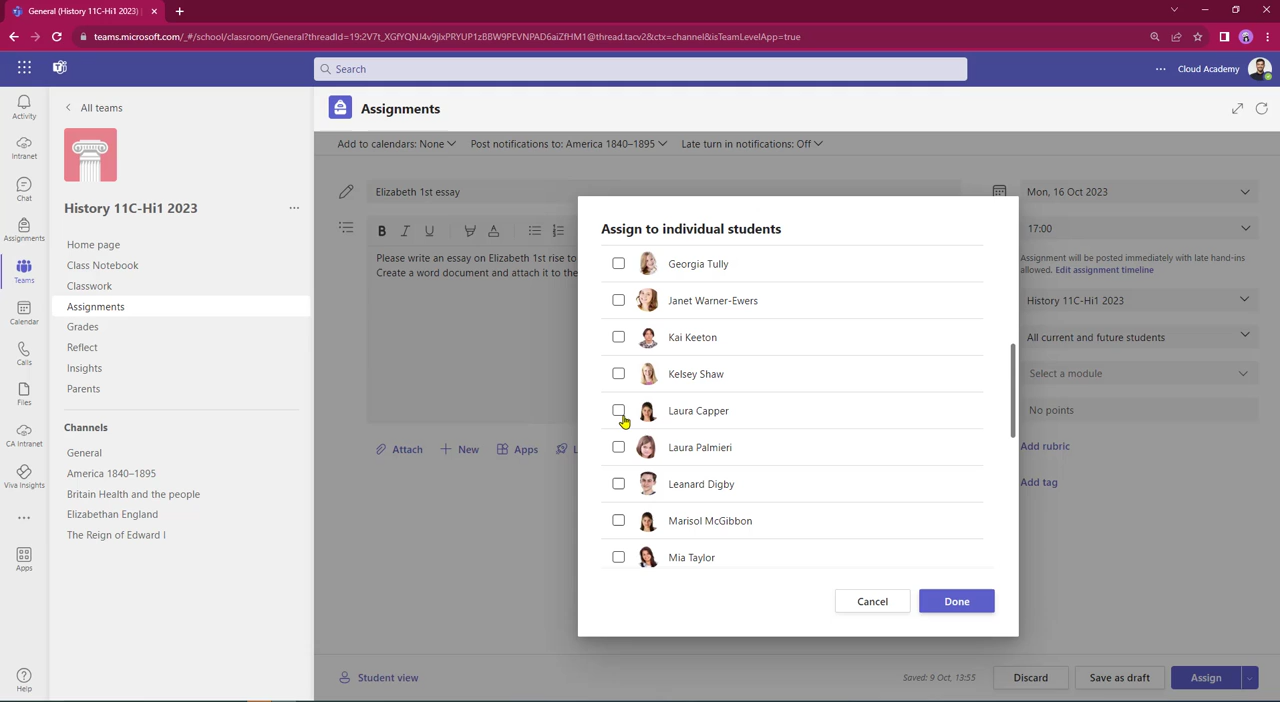 General (History 11C-Hi1 2023)
teams.microsoft.com/_#/school/classroom/General?threadId=19:2V7t_XGfYQNJ4v9jlxPRYUP1zBBW9PEVNPAD6aiZfHM1@thread.tacv2&ctx=channel&isTeamLevelApp=true
Search
Cloud Academy
Activity
Intranet
Chat
Assignments
Teams
Calendar
Calls
Files
CA Intranet
Viva Insights
Apps
Help
All teams
History 11C-Hi1 2023
Home page
Class Notebook
Classwork
Assignments
Grades
Reflect
Insights
Parents
Channels
General
America 1840–1895
Britain Health and the people
Elizabethan England
The Reign of Edward I
Assignments
Add to calendars: None Post notifications to: America 1840–1895 Late turn in notifications: Off
Elizabeth 1st essay
B I U
Please write an essay on Elizabeth 1st rise to
Create a word document and attach it to the
Attach New Apps
Mon, 16 Oct 2023
17:00
Assignment will be posted immediately with late hand-ins
allowed. Edit assignment timeline
History 11C-Hi1 2023
All current and future students
Select a module
No points
Add rubric
Add tag
Assign to individual students
Georgia Tully
Janet Warner-Ewers
Kai Keeton
Kelsey Shaw
Laura Capper
Laura Palmieri
Leanard Digby
Marisol McGibbon
Mia Taylor
Cancel Done
Student view
Saved: 9 Oct, 13:55
Discard Save as draft Assign